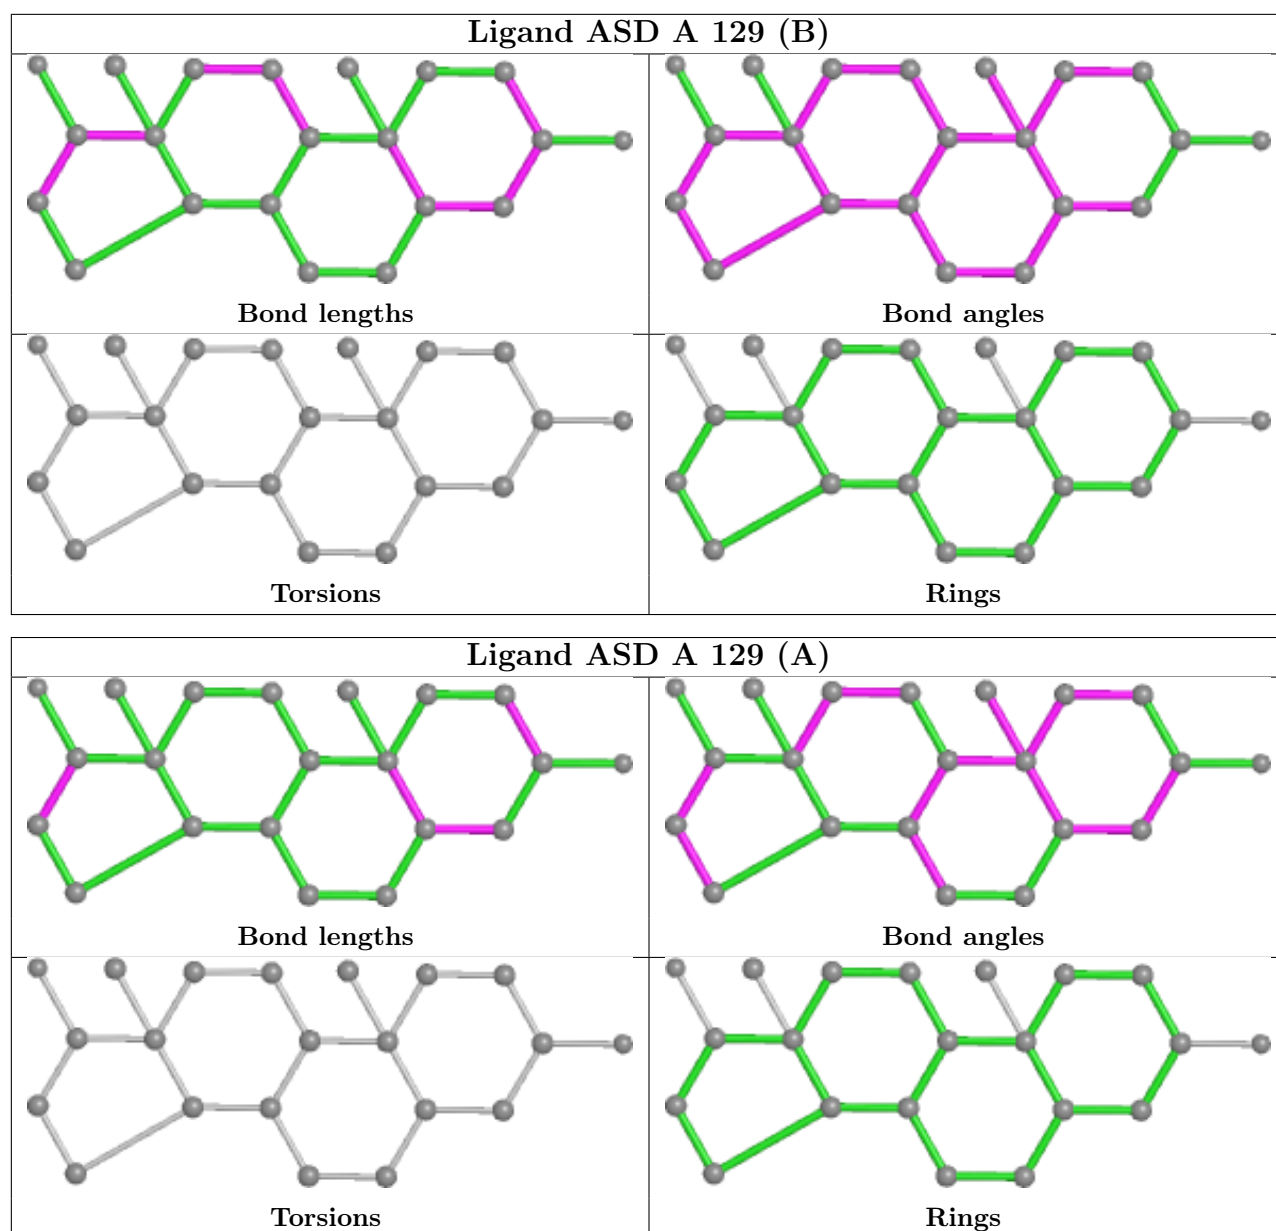 Ligand ASD A 129 (B)
Bond lengths
Bond angles
Torsions
Rings
Ligand ASD A 129 (A)
Bond lengths
Bond angles
Torsions
Rings